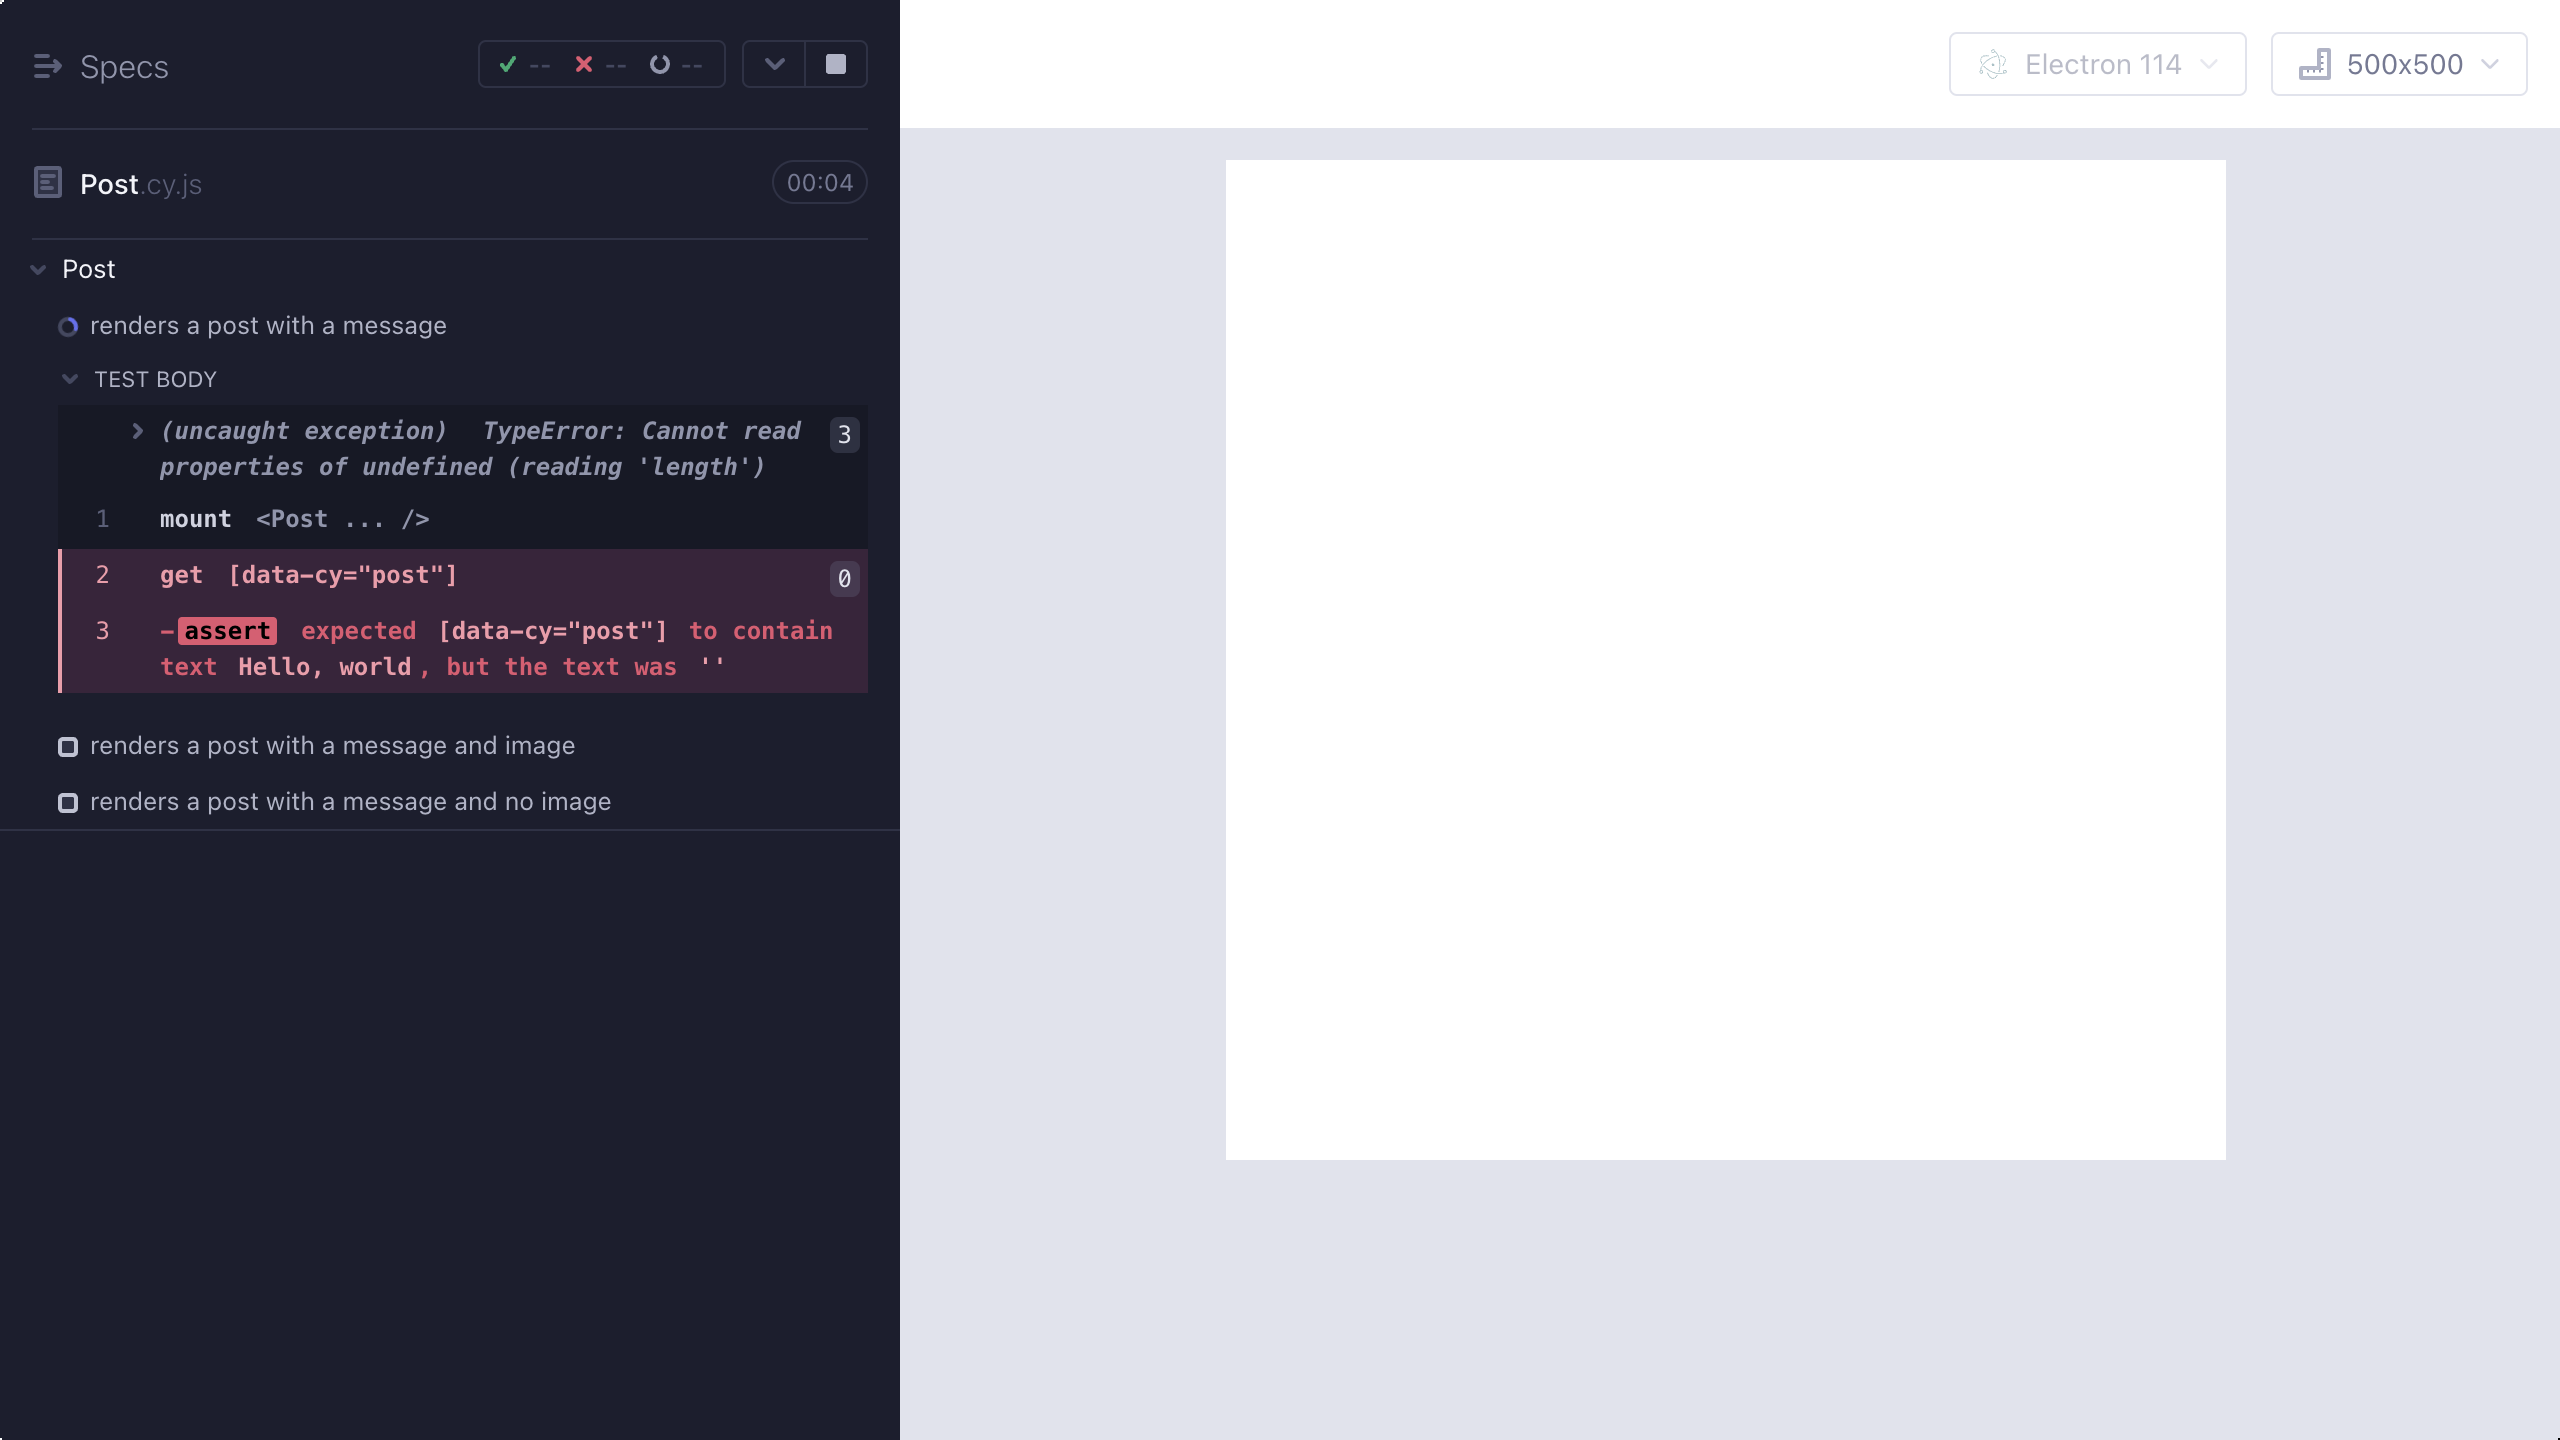 Specs
--
--
--
Electron 114
500x500
Post.cy.js
00:04
Post
renders a post with a message
TEST BODY
(uncaught exception) TypeError: Cannot read 3
properties of undefined (reading 'length')
1 mount <Post ... />
2 get [data-cy="post"] 0
3 -assert expected [data-cy="post"] to contain
text Hello, world, but the text was ''
renders a post with a message and image
renders a post with a message and no image